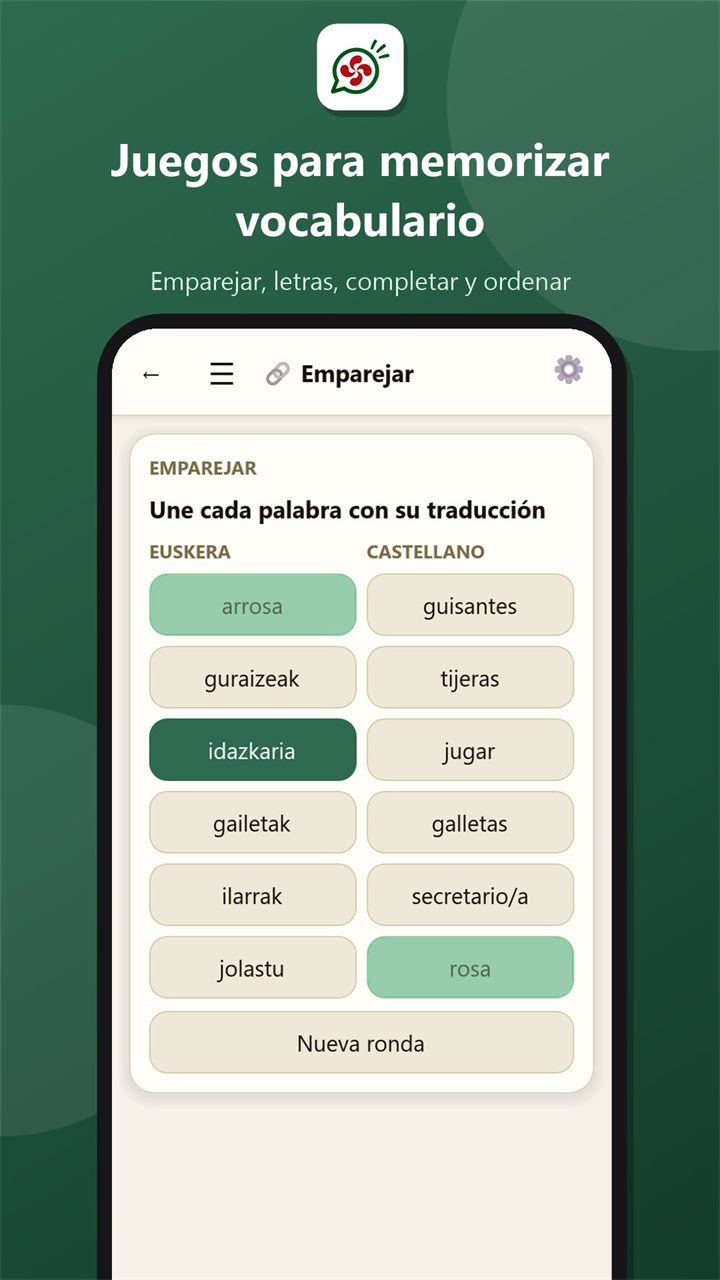 Juegos para memorizar
vocabulario
Emparejar, letras, completar y ordenar
Emparejar
EMPAREJAR
Une cada palabra con su traducción
EUSKERA CASTELLANO
arrosa guisantes
guraizeak tijeras
idazkaria jugar
gailetak galletas
ilarrak secretario/a
jolastu rosa
Nueva ronda